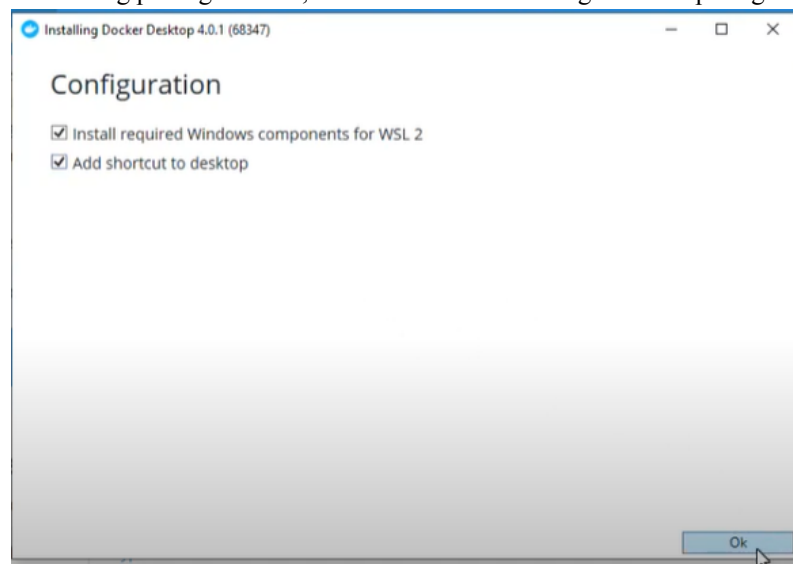 Installing Docker Desktop 4.0.1 (68347)
Configuration
Install required Windows components for WSL 2
Add shortcut to desktop
Ok